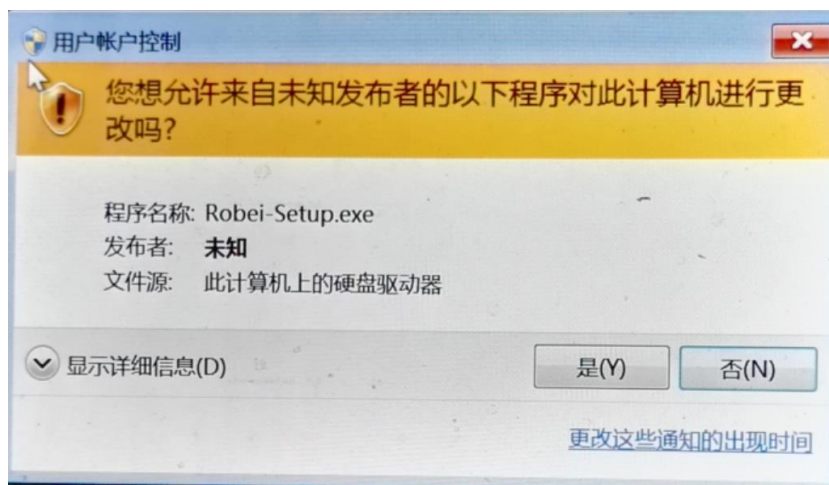 用户帐户控制
您想允许来自未知发布者的以下程序对此计算机进行更
改吗?
程序名称: Robei-Setup.exe
发布者: 未知
文件源: 此计算机上的硬盘驱动器
显示详细信息(D)
是(Y)
否(N)
更改这些通知的出现时间